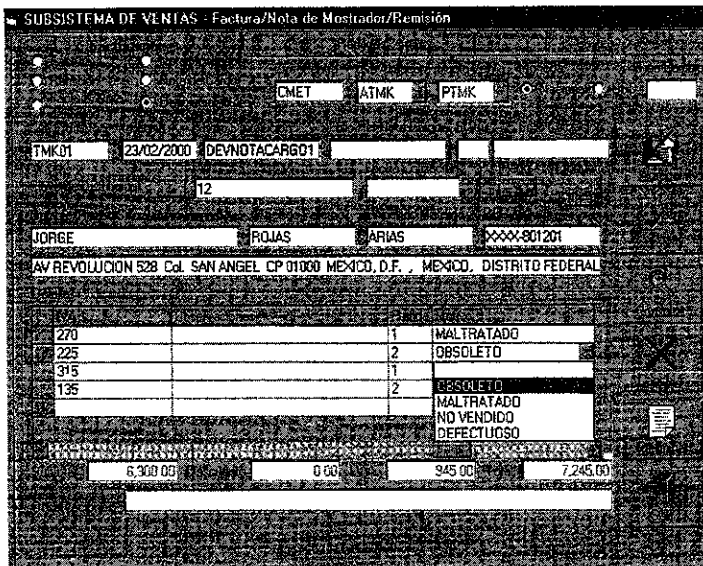 SUBSISTEMA DE VENTAS - Factura/Nota de Mostrador/Remisión
CMET ATMK PTMK
TMK01 23/02/2000 DEVNOTACARGO1
12
JORGE ROJAS ARIAS XXXX-801201
AV REVOLUCION 528 Col. SAN ANGEL CP 01000 MEXICO, D.F. , MEXICO, DISTRITO FEDERAL
270 1 MALTRATADO
225 2 OBSOLETO
315 1
135 2 OBSOLETO
MALTRATADO
NO VENDIDO
DEFECTUOSO
6,300.00 0.00 945.00 7,245.00